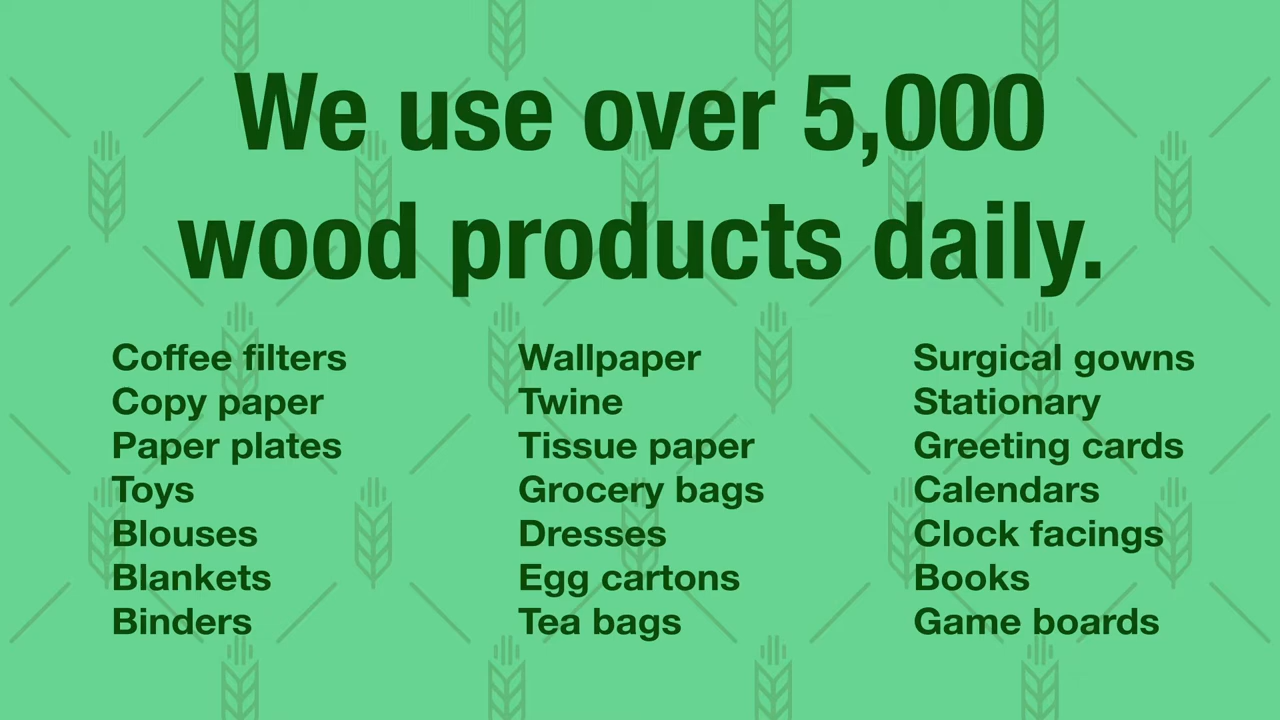 We use over 5,000
wood products daily.
Coffee filters
Copy paper
Paper plates
Toys
Blouses
Blankets
Binders
Wallpaper
Twine
Tissue paper
Grocery bags
Dresses
Egg cartons
Tea bags
Surgical gowns
Stationary
Greeting cards
Calendars
Clock facings
Books
Game boards